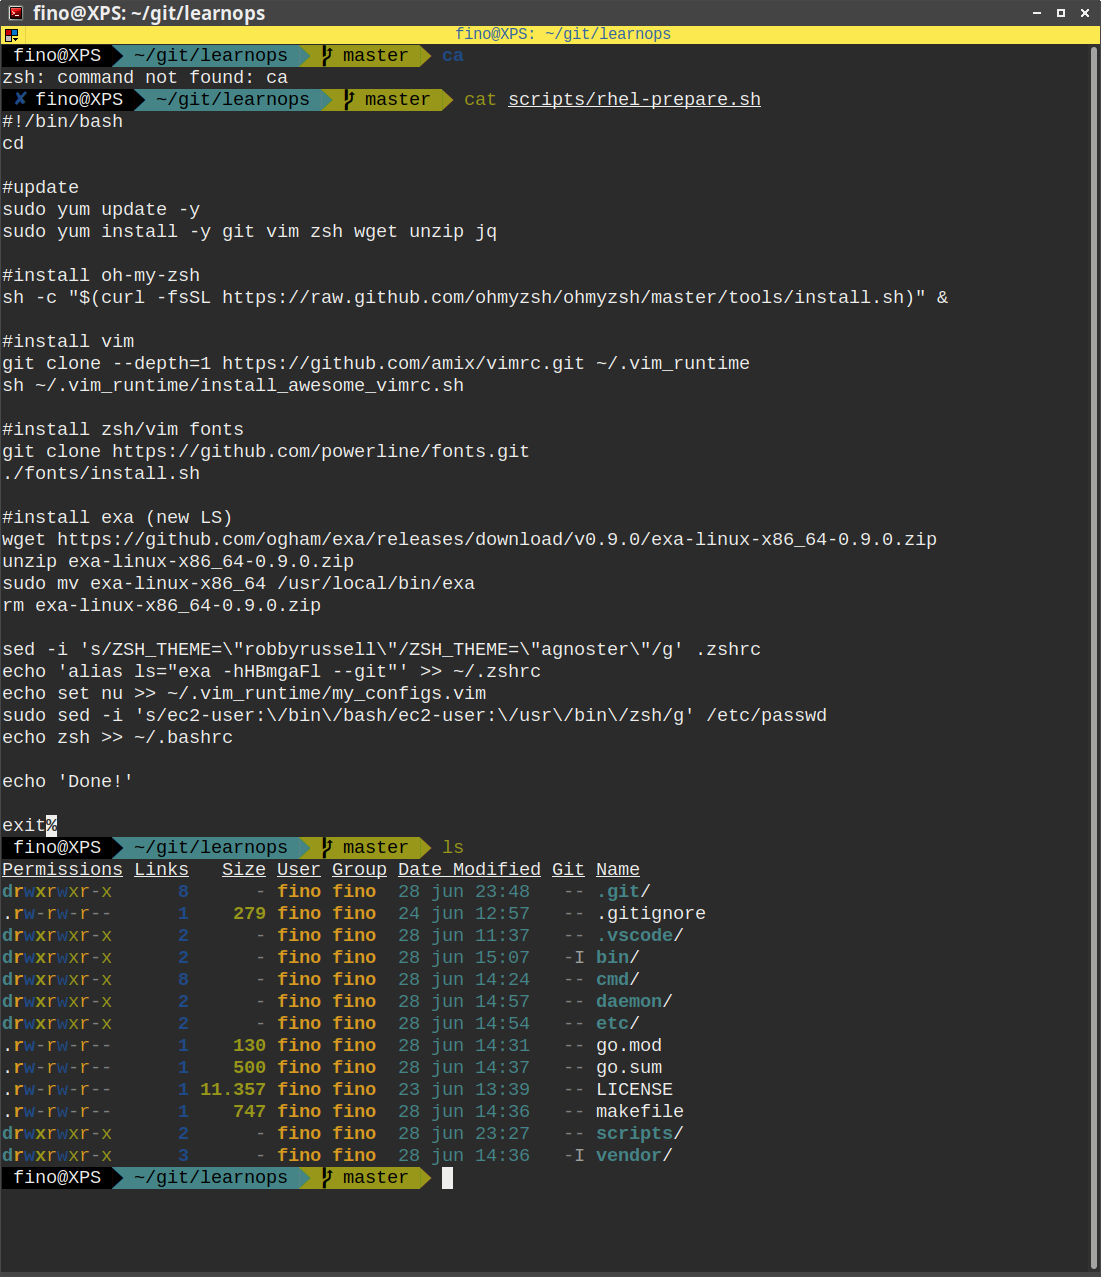 fino@XPS: ~/git/learnops
fino@XPS: ~/git/learnops
fino@XPS ~/git/learnops master ca
zsh: command not found: ca
✘ fino@XPS ~/git/learnops master cat scripts/rhel-prepare.sh
#!/bin/bash
cd
#update
sudo yum update -y
sudo yum install -y git vim zsh wget unzip jq
#install oh-my-zsh
sh -c "$(curl -fsSL https://raw.github.com/ohmyzsh/ohmyzsh/master/tools/install.sh)" &
#install vim
git clone --depth=1 https://github.com/amix/vimrc.git ~/.vim_runtime
sh ~/.vim_runtime/install_awesome_vimrc.sh
#install zsh/vim fonts
git clone https://github.com/powerline/fonts.git
./fonts/install.sh
#install exa (new LS)
wget https://github.com/ogham/exa/releases/download/v0.9.0/exa-linux-x86_64-0.9.0.zip
unzip exa-linux-x86_64-0.9.0.zip
sudo mv exa-linux-x86_64 /usr/local/bin/exa
rm exa-linux-x86_64-0.9.0.zip
sed -i 's/ZSH_THEME=\"robbyrussell\"/ZSH_THEME=\"agnoster\"/g' .zshrc
echo 'alias ls="exa -hHBmgaFl --git"' >> ~/.zshrc
echo set nu >> ~/.vim_runtime/my_configs.vim
sudo sed -i 's/ec2-user:\/bin\/bash/ec2-user:\/usr\/bin\/zsh/g' /etc/passwd
echo zsh >> ~/.bashrc
echo 'Done!'
exit%
fino@XPS ~/git/learnops master ls
Permissions Links Size User Group Date Modified Git Name
drwxrwxr-x 8 - fino fino 28 jun 23:48 -- .git/
.rw-rw-r-- 1 279 fino fino 24 jun 12:57 -- .gitignore
drwxrwxr-x 2 - fino fino 28 jun 11:37 -- .vscode/
drwxrwxr-x 2 - fino fino 28 jun 15:07 -I bin/
drwxrwxr-x 8 - fino fino 28 jun 14:24 -- cmd/
drwxrwxr-x 2 - fino fino 28 jun 14:57 -- daemon/
drwxrwxr-x 2 - fino fino 28 jun 14:54 -- etc/
.rw-rw-r-- 1 130 fino fino 28 jun 14:31 -- go.mod
.rw-rw-r-- 1 500 fino fino 28 jun 14:37 -- go.sum
.rw-rw-r-- 1 11.357 fino fino 23 jun 13:39 -- LICENSE
.rw-rw-r-- 1 747 fino fino 28 jun 14:36 -- makefile
drwxrwxr-x 2 - fino fino 28 jun 23:27 -- scripts/
drwxrwxr-x 3 - fino fino 28 jun 14:36 -I vendor/
fino@XPS ~/git/learnops master